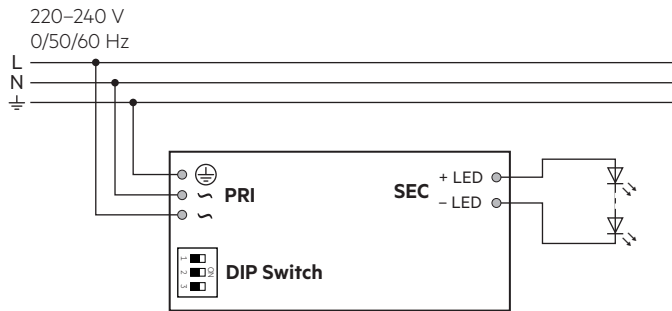 220–240 V
0/50/60 Hz
L
N
+ LED
PRI
SEC
~
– LED
~
1
2
3
ON
DIP Switch